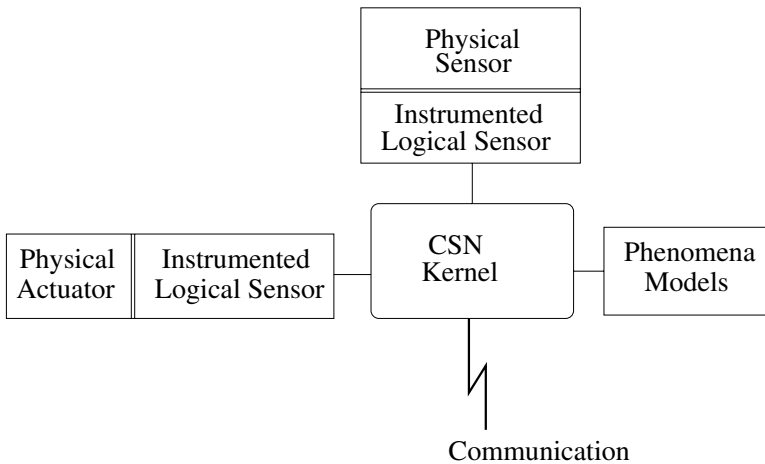 Physical
Sensor
Instrumented
Logical Sensor
Physical
Actuator
Instrumented
Logical Sensor
CSN
Kernel
Phenomena
Models
Communication